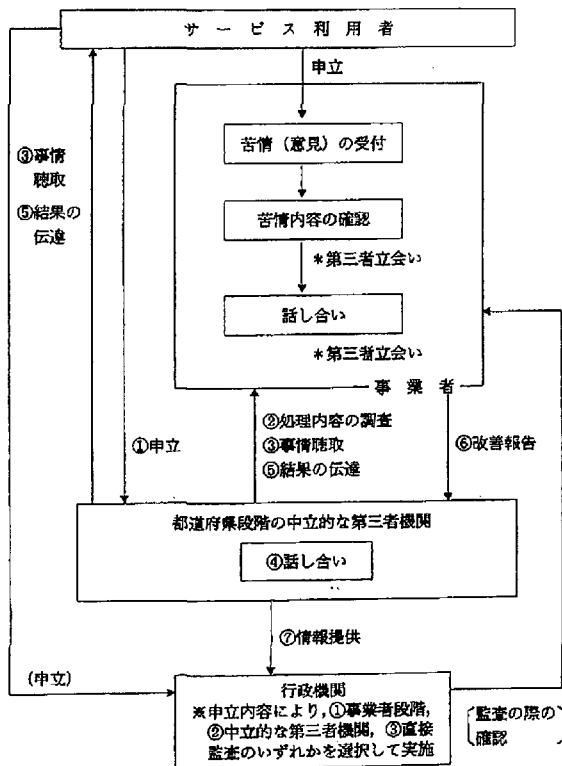 サービス利用者
申立
苦情（意見）の受付
③事情
聴取
⑤結果の
伝達
苦情内容の確認
＊第三者立会い
話し合い
＊第三者立会い
事業者
①申立
②処理内容の調査
③事情聴取
⑤結果の伝達
⑥改善報告
都道府県段階の中立的な第三者機関
④話し合い
⑦情報提供
(申立)
行政機関
※申立内容により，①事業者段階，
②中立的な第三者機関，③直接
監査のいずれかを選択して実施
監査の際の
確認